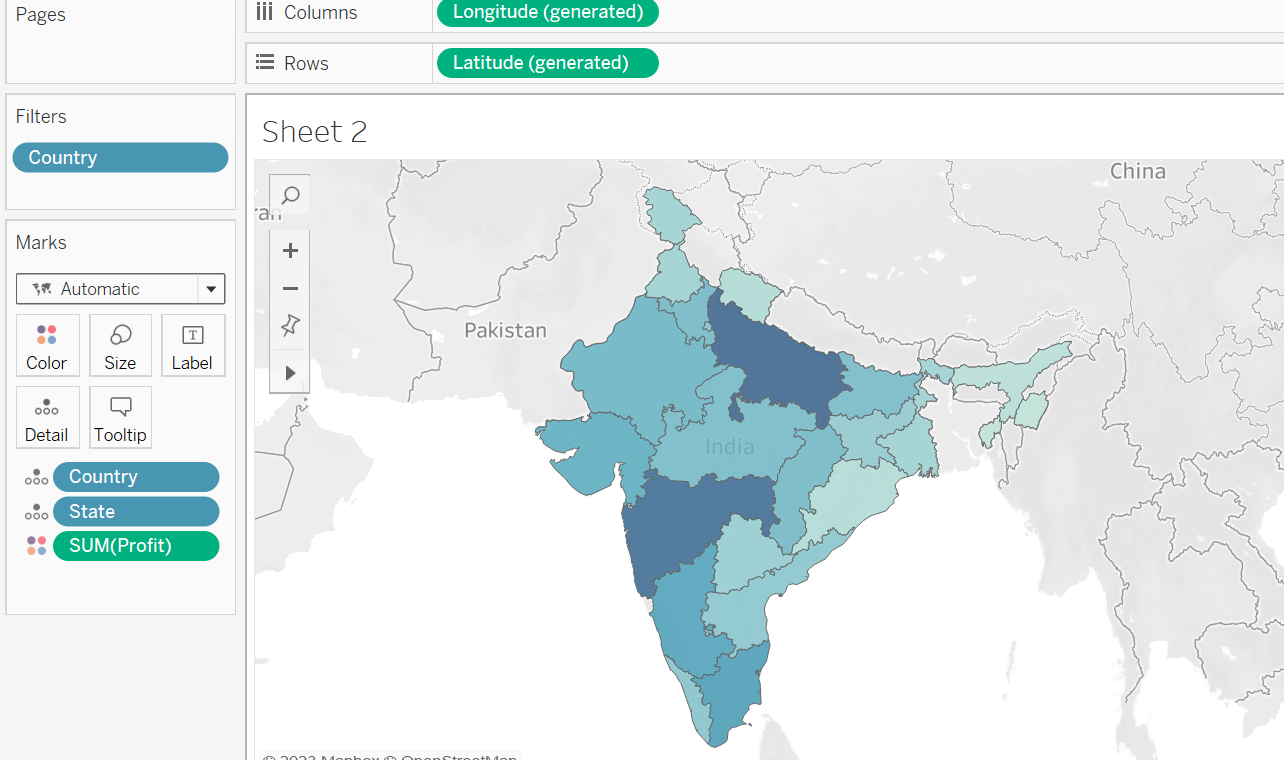 Pages
Columns
Longitude (generated)
Rows
Latitude (generated)
Filters
Country
Sheet 2
Marks
Automatic
Color
Size
Label
T
Detail
Tooltip
Country
State
SUM(Profit)
China
Pakistan
India